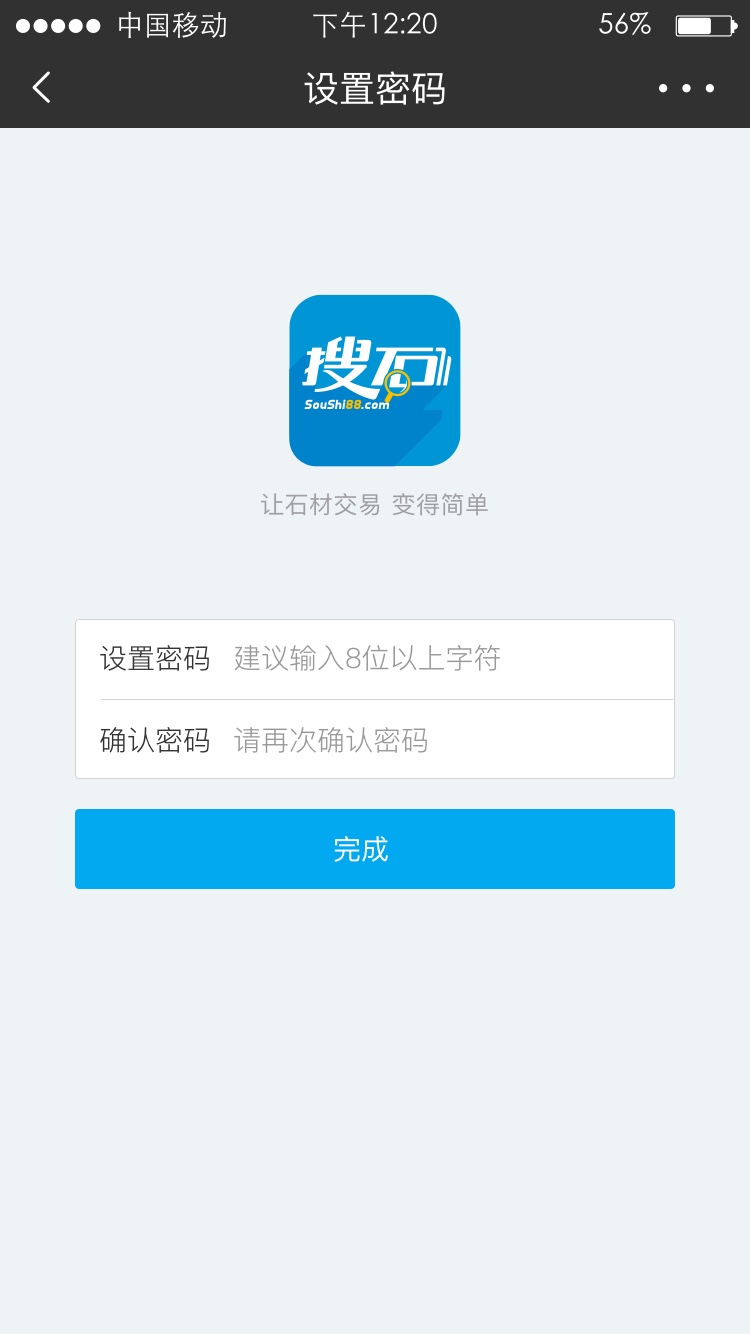 中国移动 下午12:20 56%
设置密码
搜石
SouShi88.com
让石材交易 变得简单
设置密码 建议输入8位以上字符
确认密码 请再次确认密码
完成